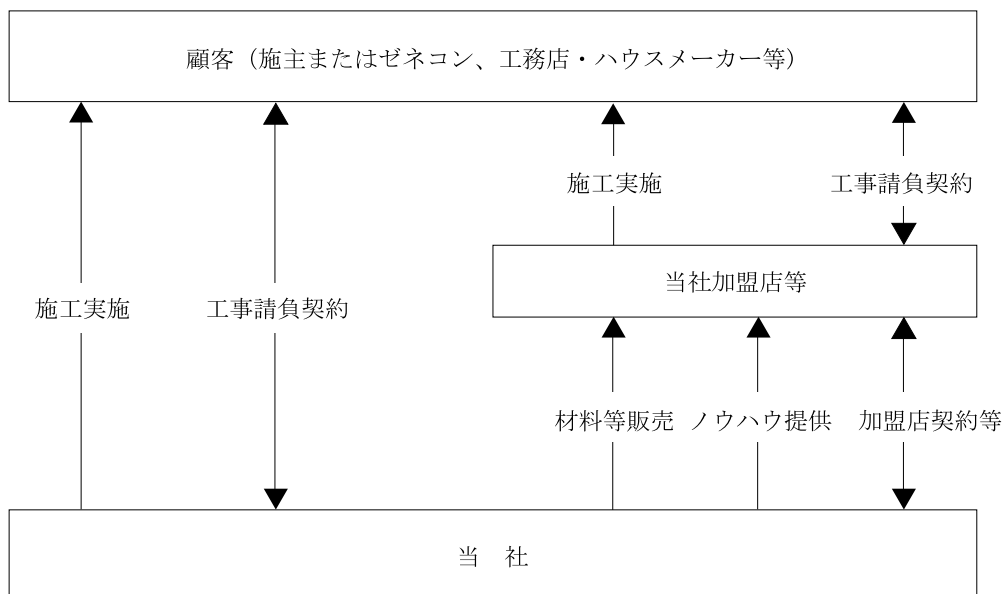 顧客（施主またはゼネコン、工務店・ハウスメーカー等）
施工実施
工事請負契約
当社加盟店等
施工実施
工事請負契約
材料等販売
ノウハウ提供
加盟店契約等
当　社